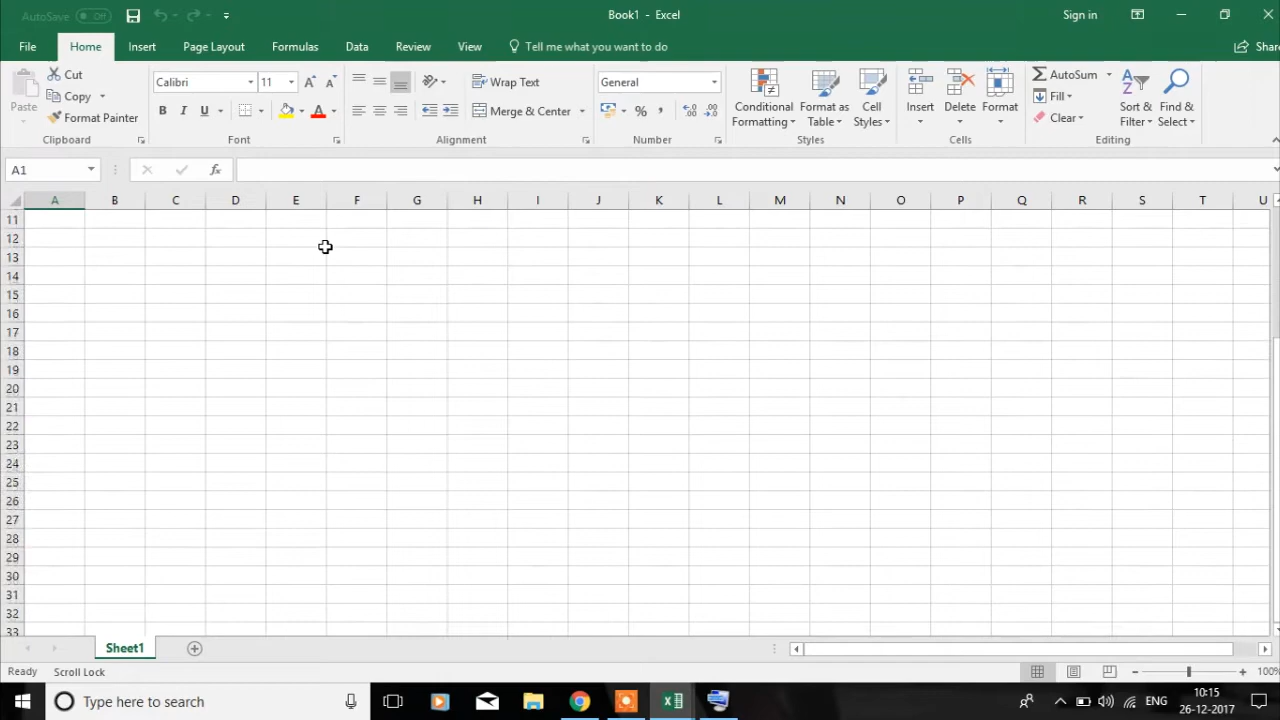 AutoSave Off Book1 - Excel Sign in
File Home Insert Page Layout Formulas Data Review View Tell me what you want to do Share
Paste Cut Calibri 11 Wrap Text General Conditional Formatting Format as Table Cell Styles Insert Delete Format AutoSum Sort & Filter Find & Select
Copy Fill
Format Painter B I U Merge & Center % , Clear
Clipboard Font Alignment Number Styles Cells Editing
A1 fx
A B C D E F G H I J K L M N O P Q R S T U
11
12
13
14
15
16
17
18
19
20
21
22
23
24
25
26
27
28
29
30
31
32
33
Sheet1
Ready Scroll Lock 100%
Type here to search ENG 10:15
26-12-2017